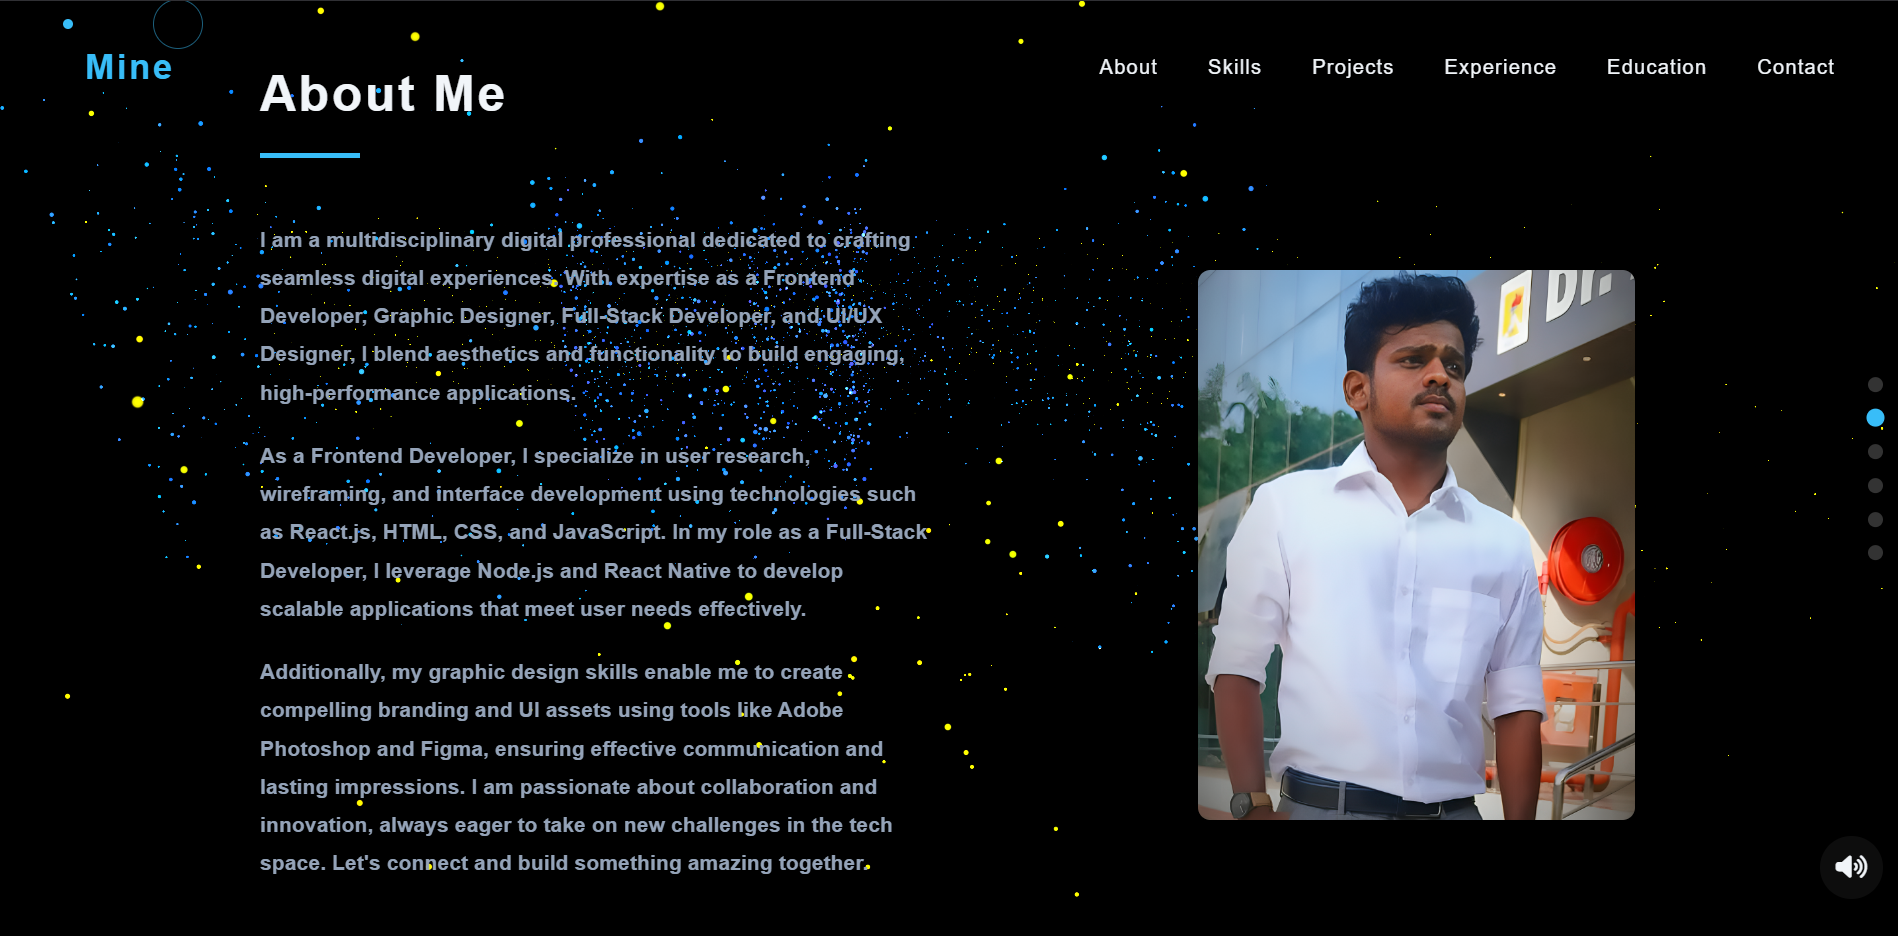 Mine
About
Skills
Projects
Experience
Education
Contact
About Me
I am a multidisciplinary digital professional dedicated to crafting
seamless digital experiences. With expertise as a Frontend
Developer, Graphic Designer, Full-Stack Developer, and UI/UX
Designer, I blend aesthetics and functionality to build engaging,
high-performance applications.
As a Frontend Developer, I specialize in user research,
wireframing, and interface development using technologies such
as React.js, HTML, CSS, and JavaScript. In my role as a Full-Stack
Developer, I leverage Node.js and React Native to develop
scalable applications that meet user needs effectively.
Additionally, my graphic design skills enable me to create
compelling branding and UI assets using tools like Adobe
Photoshop and Figma, ensuring effective communication and
lasting impressions. I am passionate about collaboration and
innovation, always eager to take on new challenges in the tech
space. Let's connect and build something amazing together.
Dr.